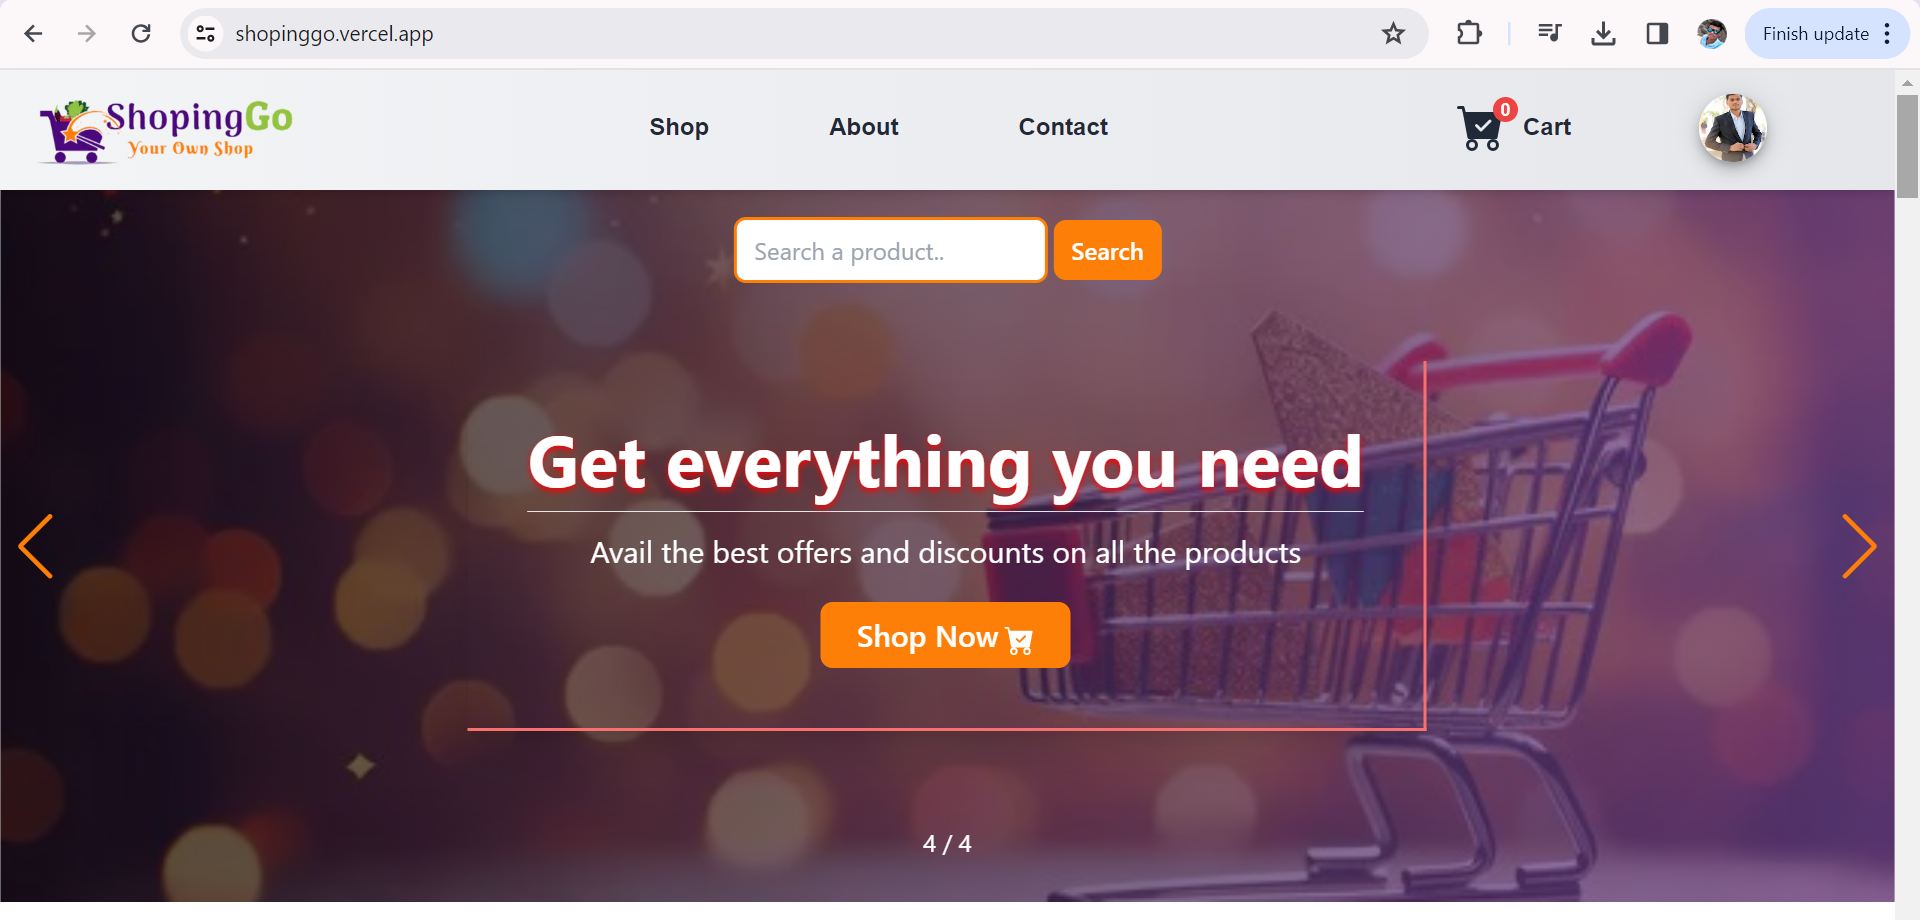 shopinggo.vercel.app
Finish update
ShopingGo
Your Own Shop
Shop
About
Contact
0
Cart
Search a product..
Search
Get everything you need
Avail the best offers and discounts on all the products
Shop Now
4 / 4